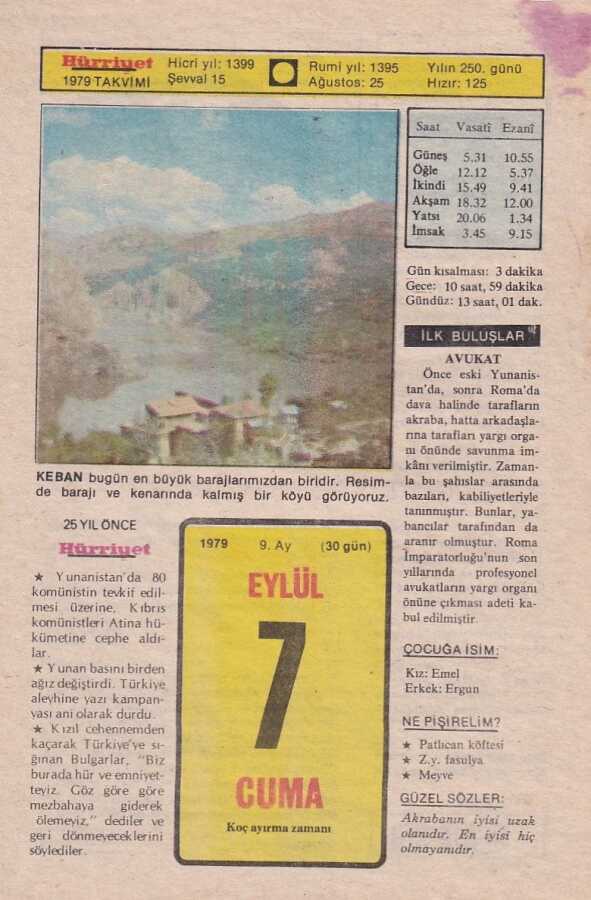 Hürriyet
1979 TAKVİMİ
Hicri yıl: 1399
Şevval 15
Rumi yıl: 1395
Ağustos: 25
Yılın 250. günü
Hızır: 125
Saat Vasatî Ezanî
Güneş 5.31 10.55
Öğle 12.12 5.37
İkindi 15.49 9.41
Akşam 18.32 12.00
Yatsı 20.06 1.34
İmsak 3.45 9.15
Gün kısalması: 3 dakika
Gece: 10 saat, 59 dakika
Gündüz: 13 saat, 01 dak.
KEBAN bugün en büyük barajlarımızdan biridir. Resim-
de barajı ve kenarında kalmış bir köyü görüyoruz.
İLK BULUŞLAR
AVUKAT
Önce eski Yunanis-
tan'da, sonra Roma'da
dava halinde tarafların
akraba, hatta arkadaşla-
rına tarafları yargı orga-
nı önünde savunma im-
kânı verilmiştir. Zaman-
la bu şahıslar arasında
bazıları, kabiliyetleriyle
tanınmıştır. Bunlar, ya-
bancılar tarafından da
aranır olmuştur. Roma
İmparatorluğu'nun son
yıllarında profesyonel
avukatların yargı organı
önüne çıkması adeti ka-
bul edilmiştir.
25 YIL ÖNCE
Hürriyet
★ Yunanistan'da 80
komünistin tevkif edil-
mesi üzerine, Kıbrıs
komünistleri Atina hü-
kümetine cephe aldı-
lar.
★ Yunan basını birden
ağız değiştirdi. Türkiye
aleyhine yazı kampan-
yası ani olarak durdu.
★ Kızıl cehennemden
kaçarak Türkiye'ye sı-
ğınan Bulgarlar, "Biz
burada hür ve emniyet-
teyiz. Göz göre göre
mezbahaya giderek
ölemeyiz," dediler ve
geri dönmeyeceklerini
söylediler.
1979 9. Ay (30 gün)
EYLÜL
7
CUMA
Koç ayırma zamanı
ÇOCUĞA İSİM:
Kız: Emel
Erkek: Ergun
NE PİŞİRELİM?
★ Patlıcan köftesi
★ Z.y. fasulya
★ Meyve
GÜZEL SÖZLER:
Akrabanın iyisi uzak
olanıdır. En iyisi hiç
olmayanıdır.